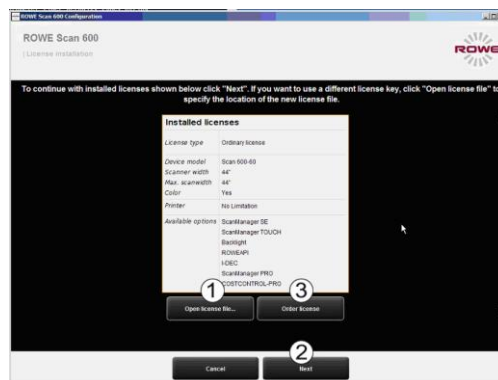 ROWE Scan 600 Configuration
ROWE Scan 600
| License installation
ROWE
To continue with installed licenses shown below click "Next". If you want to use a different license key, click "Open license file" to
specify the location of the new license file.
Installed licenses
License type Ordinary license
Device model Scan 600-60
Scanner width 44"
Max. scanwidth 44"
Color Yes
Printer No Limitation
Available options ScanManager SE
ScanManager TOUCH
Backlight
ROWEAPI
I-DEC
ScanManager PRO
COSTCONTROL-PRO
1 3
Open license file... Order license
2
Cancel Next